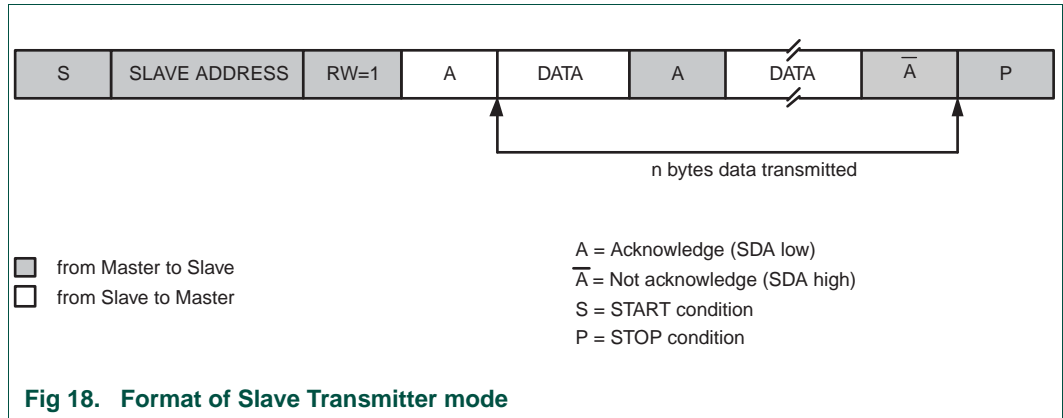 S SLAVE ADDRESS RW=1 A DATA A DATA A̅ P
n bytes data transmitted
from Master to Slave
from Slave to Master
A = Acknowledge (SDA low)
A̅ = Not acknowledge (SDA high)
S = START condition
P = STOP condition
Fig 18. Format of Slave Transmitter mode